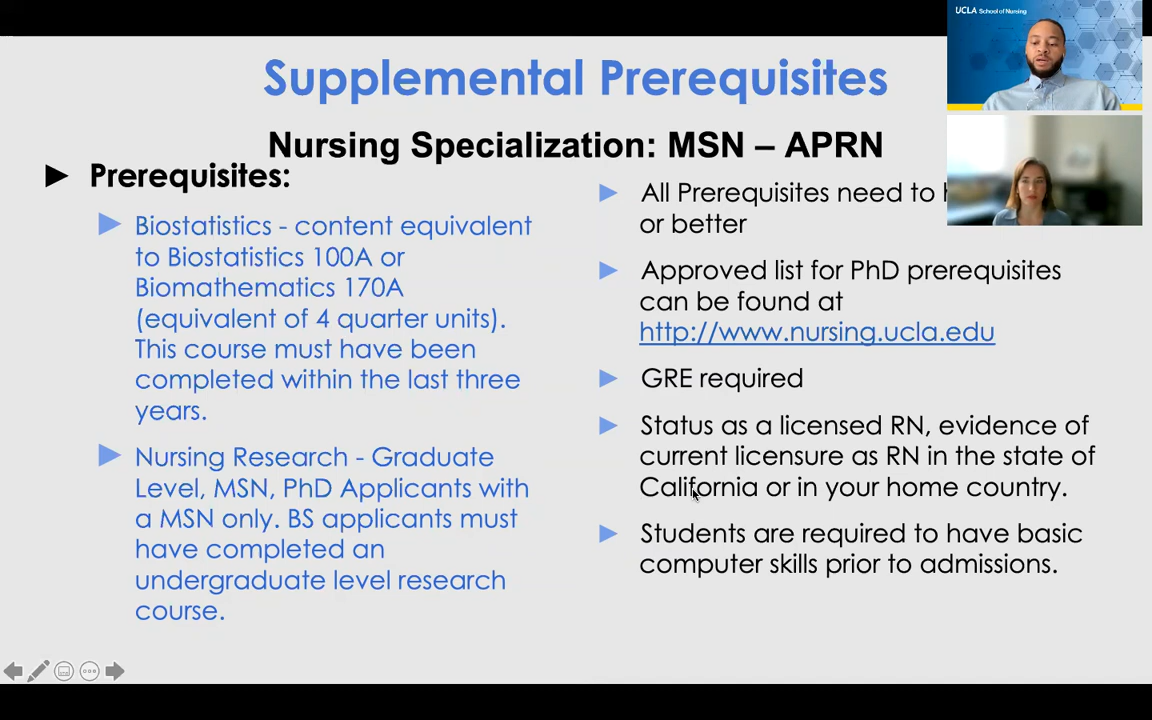 UCLA School of Nursing
Supplemental Prerequisites
Nursing Specialization: MSN – APRN
► Prerequisites:
Biostatistics - content equivalent
to Biostatistics 100A or
Biomathematics 170A
(equivalent of 4 quarter units).
This course must have been
completed within the last three
years.
Nursing Research - Graduate
Level, MSN, PhD Applicants with
a MSN only. BS applicants must
have completed an
undergraduate level research
course.
All Prerequisites need to
or better
Approved list for PhD prerequisites
can be found at
http://www.nursing.ucla.edu
GRE required
Status as a licensed RN, evidence of
current licensure as RN in the state of
California or in your home country.
Students are required to have basic
computer skills prior to admissions.